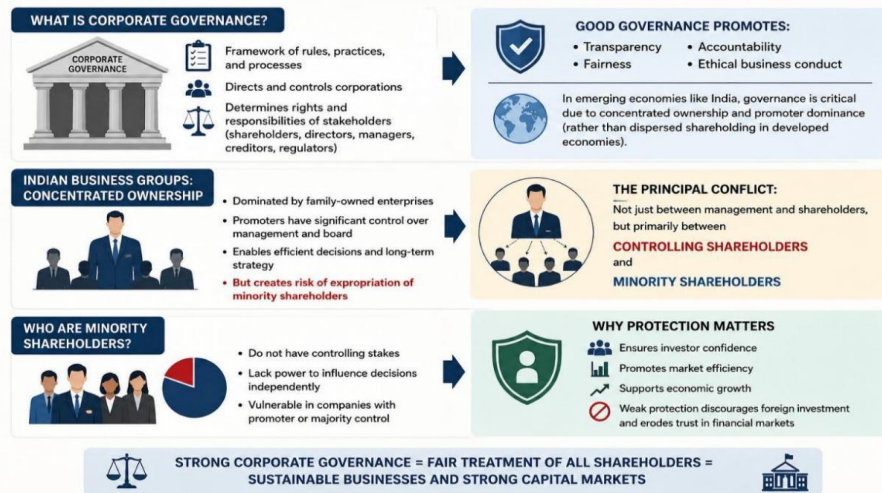 WHAT IS CORPORATE GOVERNANCE?
CORPORATE
GOVERNANCE
Framework of rules, practices,
and processes
Directs and controls corporations
Determines rights and
responsibilities of stakeholders
(shareholders, directors, managers,
creditors, regulators)
GOOD GOVERNANCE PROMOTES:
• Transparency
• Accountability
• Fairness
• Ethical business conduct
In emerging economies like India, governance is critical
due to concentrated ownership and promoter dominance
(rather than dispersed shareholding in developed
economies).
INDIAN BUSINESS GROUPS:
CONCENTRATED OWNERSHIP
• Dominated by family-owned enterprises
• Promoters have significant control over
management and board
• Enables efficient decisions and long-term
strategy
• But creates risk of expropriation of
minority shareholders
THE PRINCIPAL CONFLICT:
Not just between management and shareholders,
but primarily between
CONTROLLING SHAREHOLDERS
and
MINORITY SHAREHOLDERS
WHO ARE MINORITY
SHAREHOLDERS?
• Do not have controlling stakes
• Lack power to influence decisions
independently
• Vulnerable in companies with
promoter or majority control
WHY PROTECTION MATTERS
Ensures investor confidence
Promotes market efficiency
Supports economic growth
Weak protection discourages foreign investment
and erodes trust in financial markets
STRONG CORPORATE GOVERNANCE = FAIR TREATMENT OF ALL SHAREHOLDERS =
SUSTAINABLE BUSINESSES AND STRONG CAPITAL MARKETS